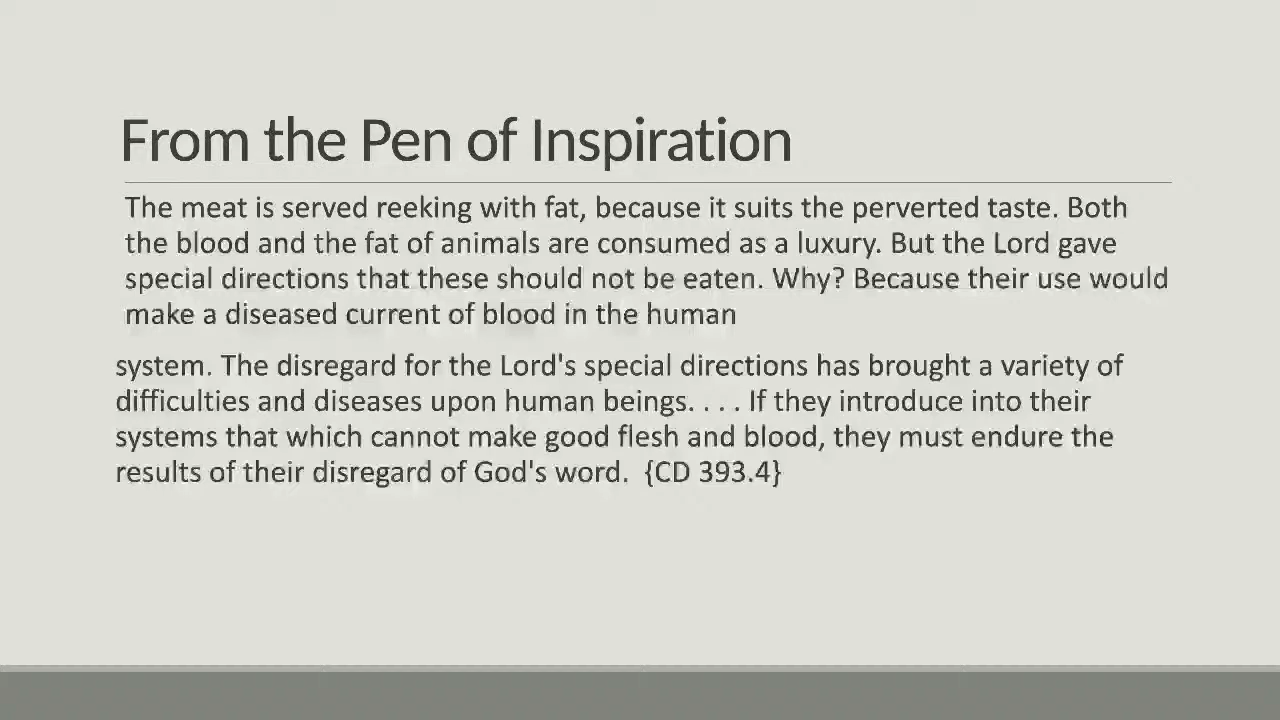 From the Pen of Inspiration
The meat is served reeking with fat, because it suits the perverted taste. Both
the blood and the fat of animals are consumed as a luxury. But the Lord gave
special directions that these should not be eaten. Why? Because their use would
make a diseased current of blood in the human
system. The disregard for the Lord's special directions has brought a variety of
difficulties and diseases upon human beings. . . . If they introduce into their
systems that which cannot make good flesh and blood, they must endure the
results of their disregard of God's word.  {CD 393.4}